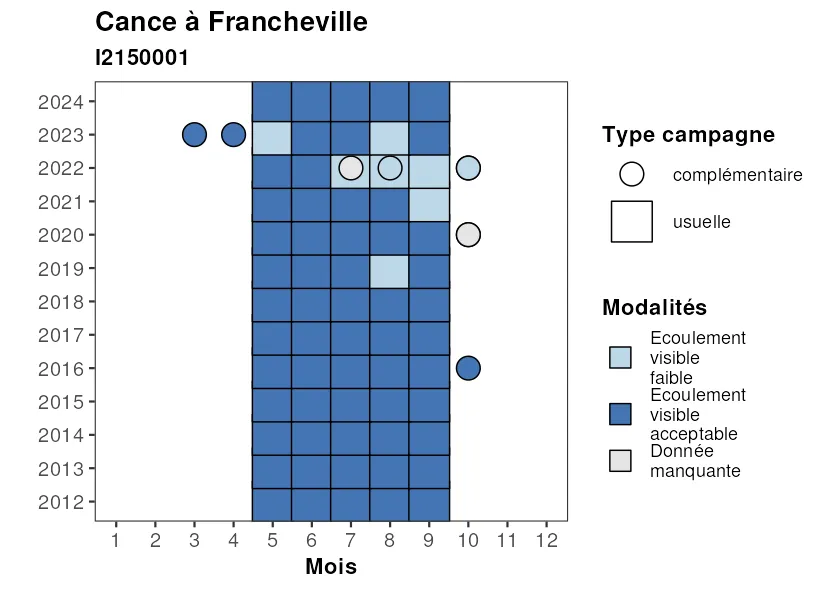 Cance à Francheville
I2150001
2024
2023
2022
2021
2020
2019
2018
2017
2016
2015
2014
2013
2012
1 2 3 4 5 6 7 8 9 10 11 12
Mois
Type campagne
complémentaire
usuelle
Modalités
Ecoulement
visible
faible
Ecoulement
visible
acceptable
Donnée
manquante